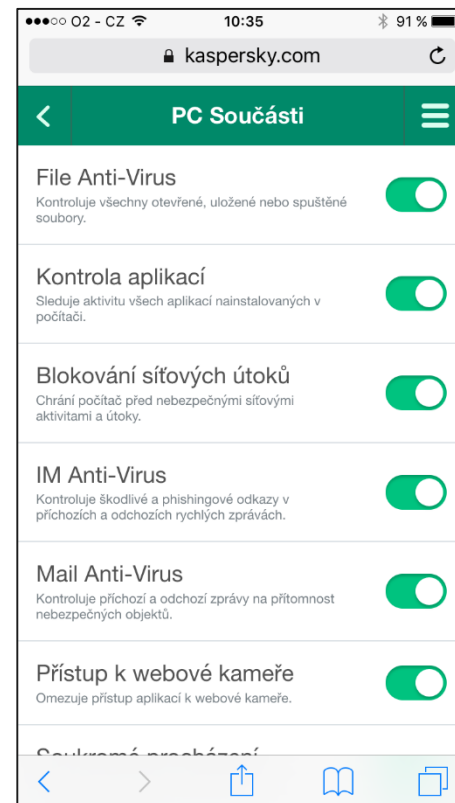 ●●●○○ O2 - CZ 10:35 91 %
kaspersky.com
PC Součásti
File Anti-Virus
Kontroluje všechny otevřené, uložené nebo spuštěné
soubory.
Kontrola aplikací
Sleduje aktivitu všech aplikací nainstalovaných v
počítači.
Blokování síťových útoků
Chrání počítač před nebezpečnými síťovými
aktivitami a útoky.
IM Anti-Virus
Kontroluje škodlivé a phishingové odkazy v
příchozích a odchozích rychlých zprávách.
Mail Anti-Virus
Kontroluje příchozí a odchozí zprávy na přítomnost
nebezpečných objektů.
Přístup k webové kameře
Omezuje přístup aplikací k webové kameře.
Soukromé procházení